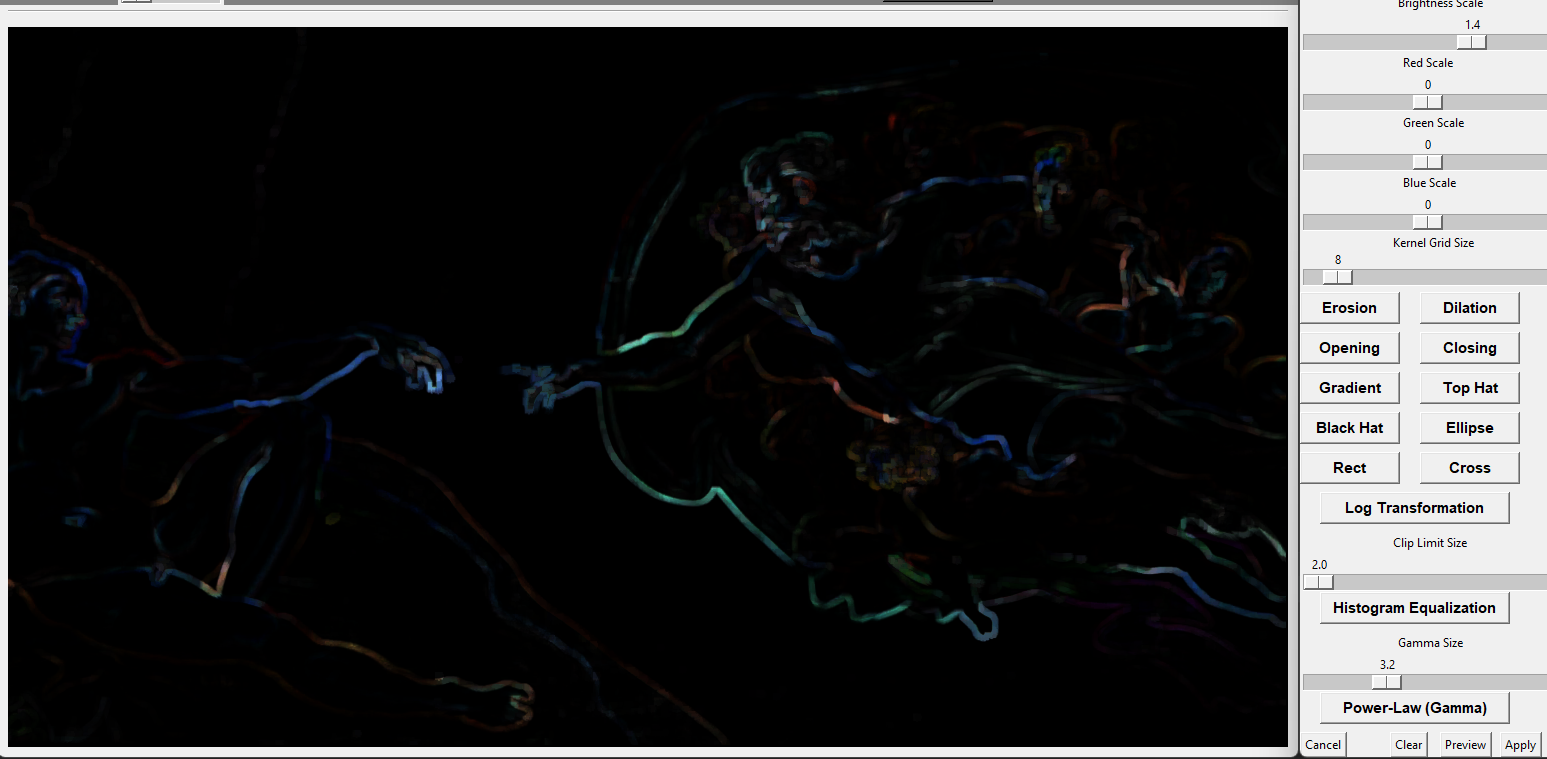 Brightness Scale
1.4
Red Scale
0
Green Scale
0
Blue Scale
0
Kernel Grid Size
8
Erosion Dilation
Opening Closing
Gradient Top Hat
Black Hat Ellipse
Rect Cross
Log Transformation
Clip Limit Size
2.0
Histogram Equalization
Gamma Size
3.2
Power-Law (Gamma)
Cancel Clear Preview Apply